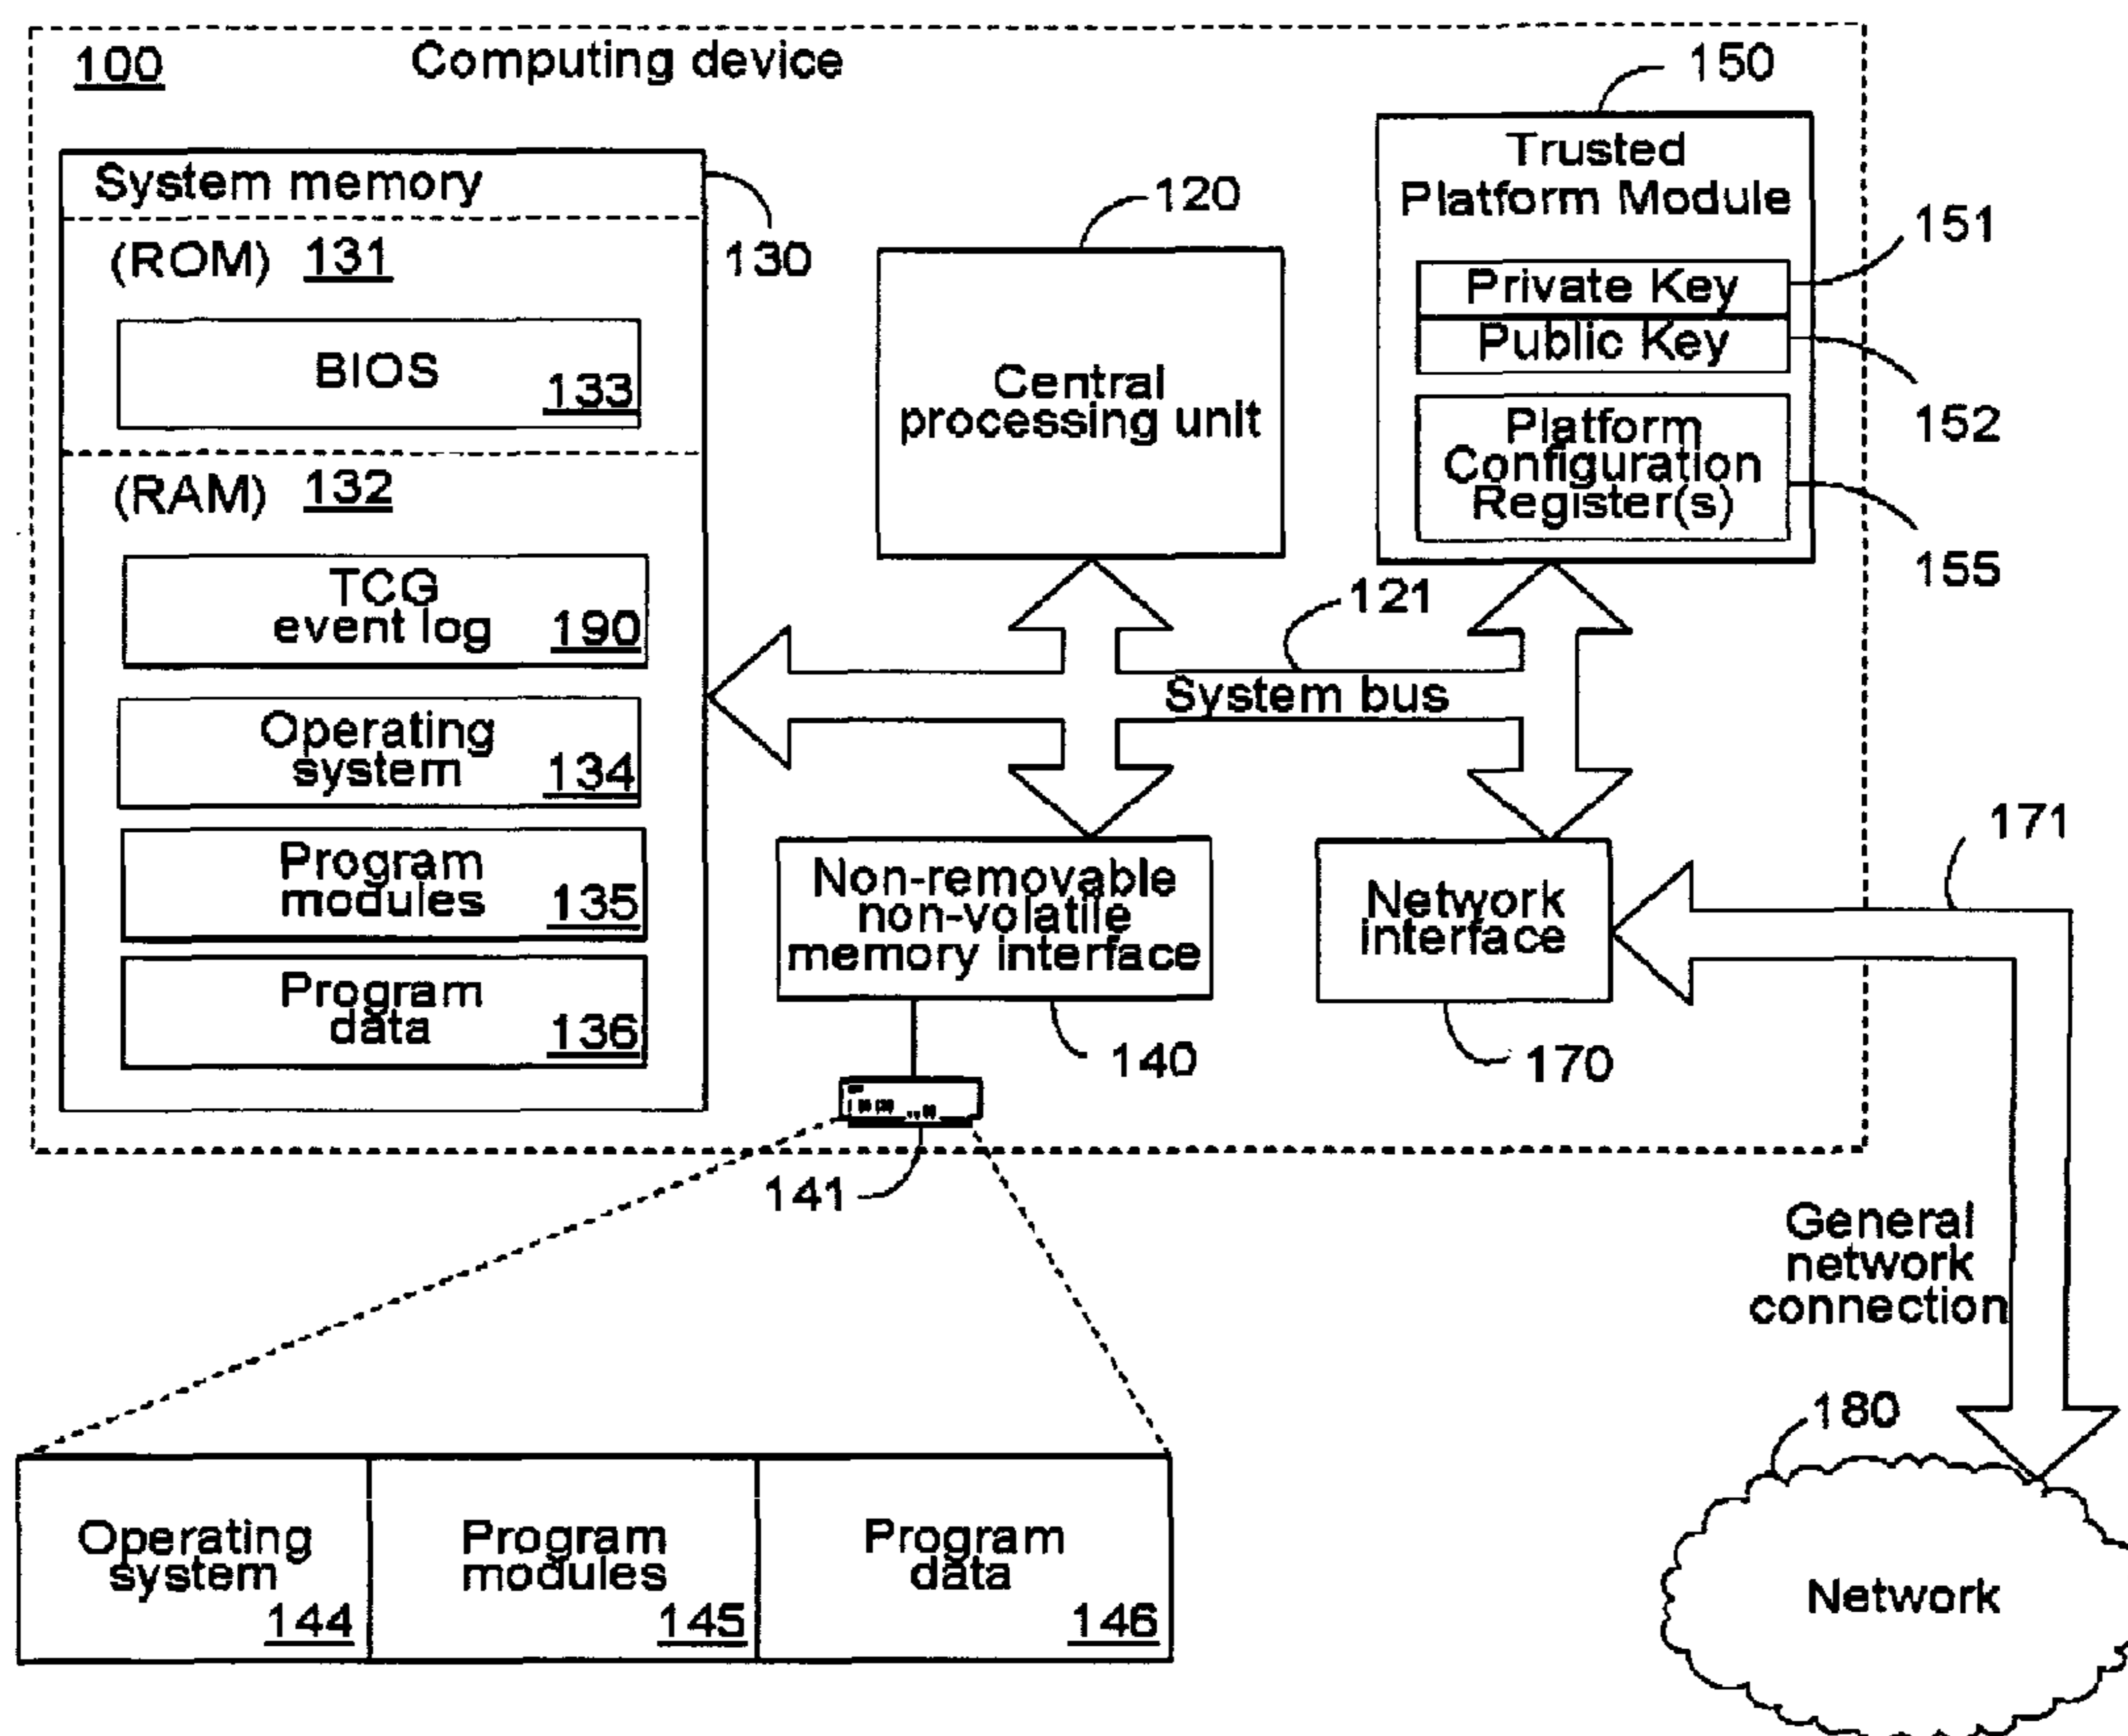 100 Computing device
System memory
130
(ROM) 131
BIOS
133
(RAM) 132
TCG
event log 190
Operating
system 134
Program
modules 135
Program
data 136
120
Central
processing unit
150
Trusted
Platform Module
Private Key
151
Public Key
152
Platform
Configuration
Register(s)
155
121
System bus
Non-removable
non-volatile
memory interface
140
141
Network
interface
170
171
General
network
connection
180
Network
Operating
system
144
Program
modules
145
Program
data
146